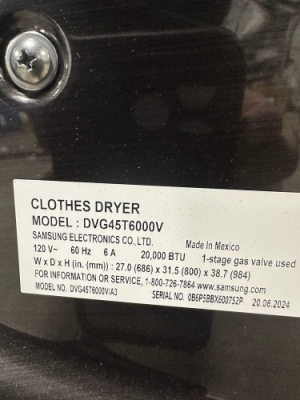 CLOTHES DRYER
MODEL : DVG45T6000V
SAMSUNG ELECTRONICS CO.,LTD. Made In Mexico
120 V~ 60 Hz 6 A 20,000 BTU 1-stage gas valve used
W x D x H (in. (mm)) : 27.0 (686) x 31.5 (800) x 38.7 (984)
FOR INFORMATION OR SERVICE, 1-800-726-7864 www.samsung.com
MODEL NO. DVG45T6000V/A3 SERIAL NO. 0B6P5BBX600752P 20.06.2024